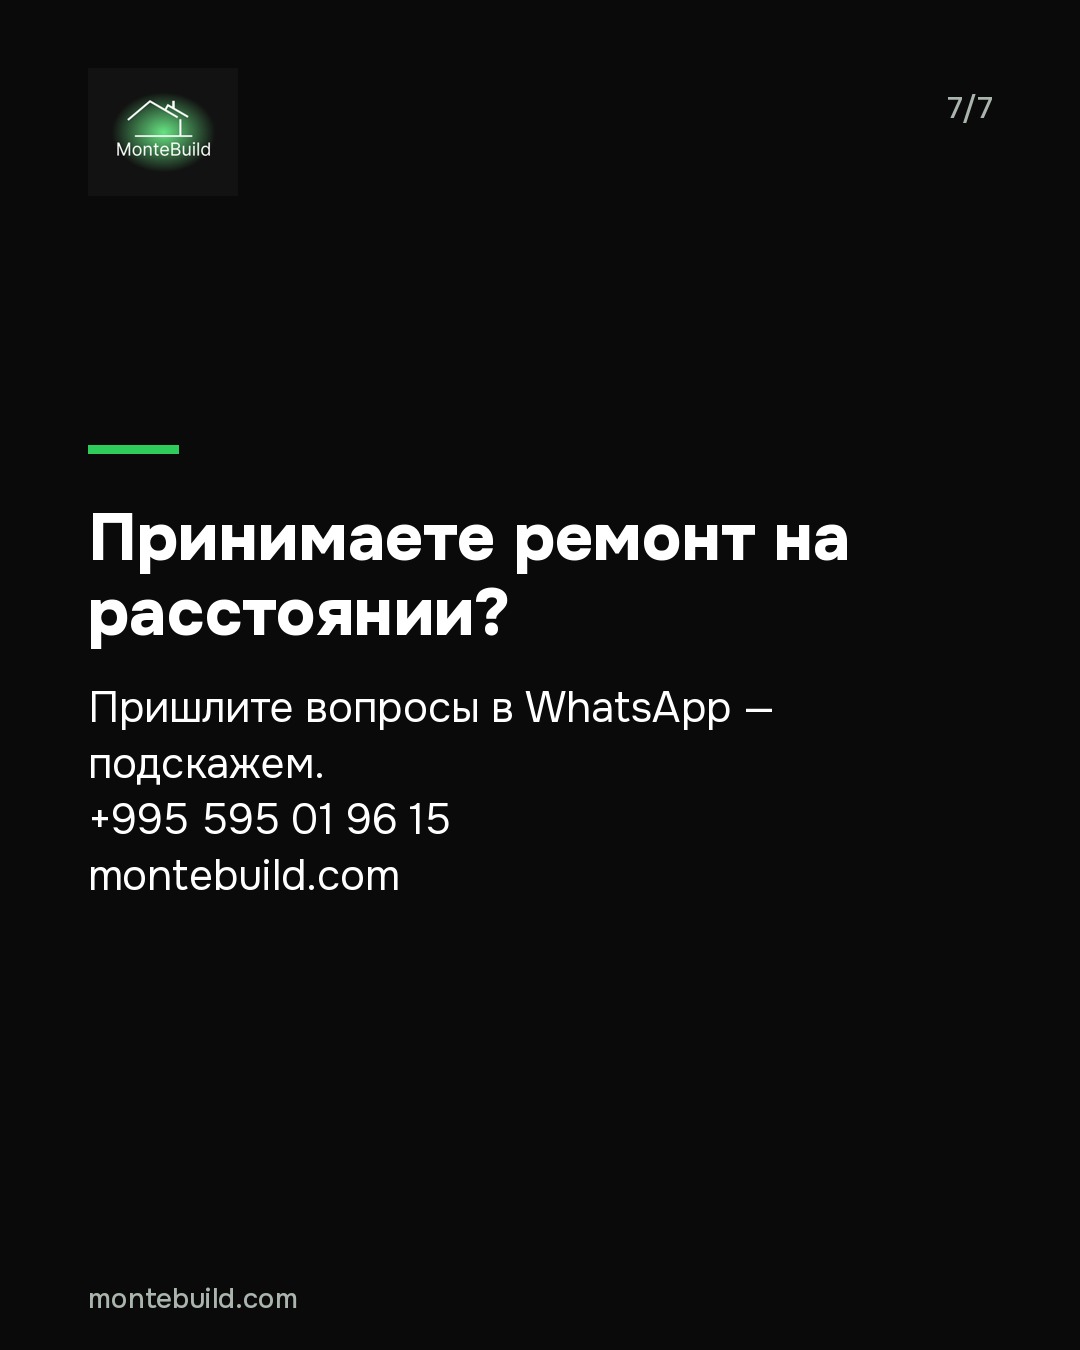 MonteBuild
7/7
Принимаете ремонт на
расстоянии?
Пришлите вопросы в WhatsApp —
подскажем.
+995 595 01 96 15
montebuild.com
montebuild.com